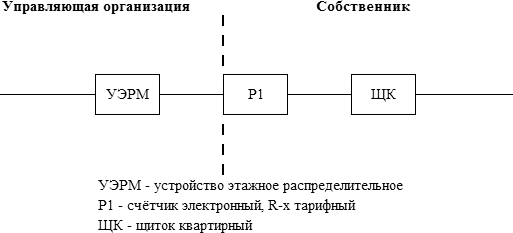 Управляющая организация Собственник
УЭРМ Р1 ЩК
УЭРМ - устройство этажное распределительное
Р1 - счётчик электронный, R-х тарифный
ЩК - щиток квартирный